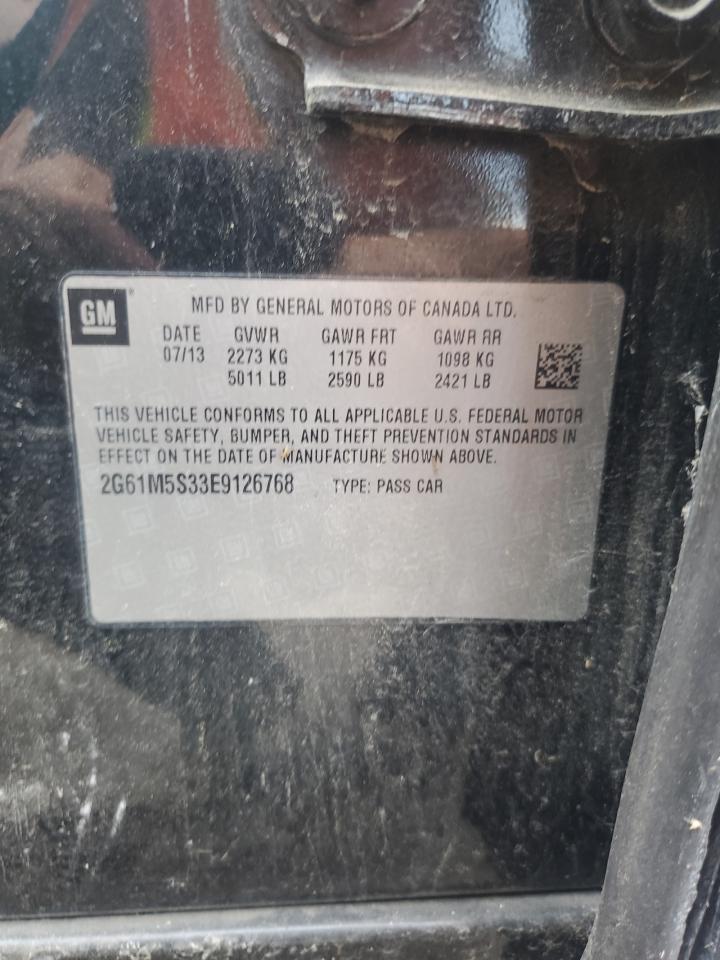 GM
MFD BY GENERAL MOTORS OF CANADA LTD.
DATE GVWR GAWR FRT GAWR RR
07/13 2273 KG 1175 KG 1098 KG
5011 LB 2590 LB 2421 LB
THIS VEHICLE CONFORMS TO ALL APPLICABLE U.S. FEDERAL MOTOR
VEHICLE SAFETY, BUMPER, AND THEFT PREVENTION STANDARDS IN
EFFECT ON THE DATE OF MANUFACTURE SHOWN ABOVE.
2G61M5S33E9126768 TYPE: PASS CAR